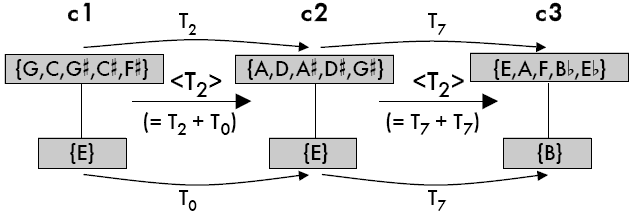 c1 c2 c3
T₂ T₇
{G,C,G♯,C♯,F♯} {A,D,A♯,D♯,G♯} {E,A,F,B♭,E♭}
<T₂> <T₂>
(= T₂ + T₀) (= T₇ + T₇)
{E} {E} {B}
T₀ T₇